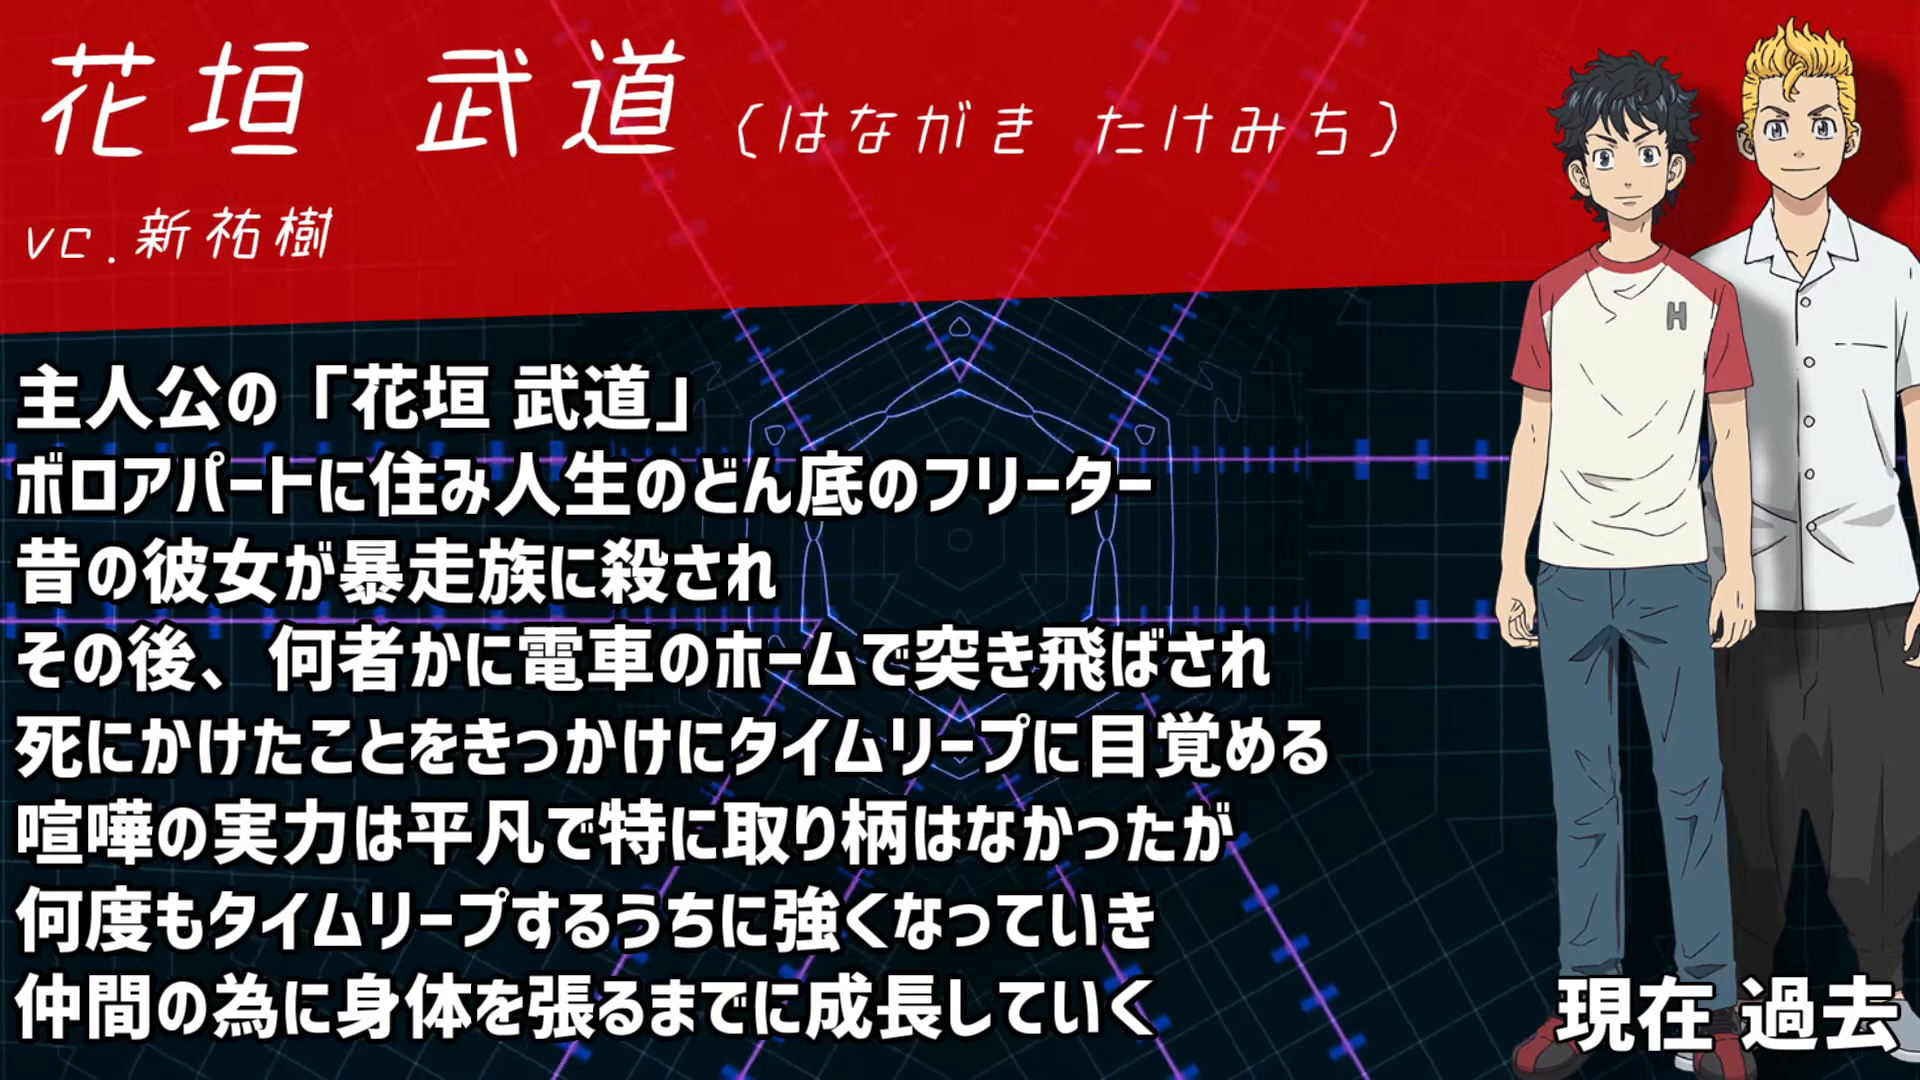 花垣 武道（はながき たけみち）
vc.新祐樹
H
主人公の「花垣 武道」
ボロアパートに住み人生のどん底のフリーター
昔の彼女が暴走族に殺され
その後、何者かに電車のホームで突き飛ばされ
死にかけたことをきっかけにタイムリープに目覚める
喧嘩の実力は平凡で特に取り柄はなかったが
何度もタイムリープするうちに強くなっていき
仲間の為に身体を張るまでに成長していく
現在 過去